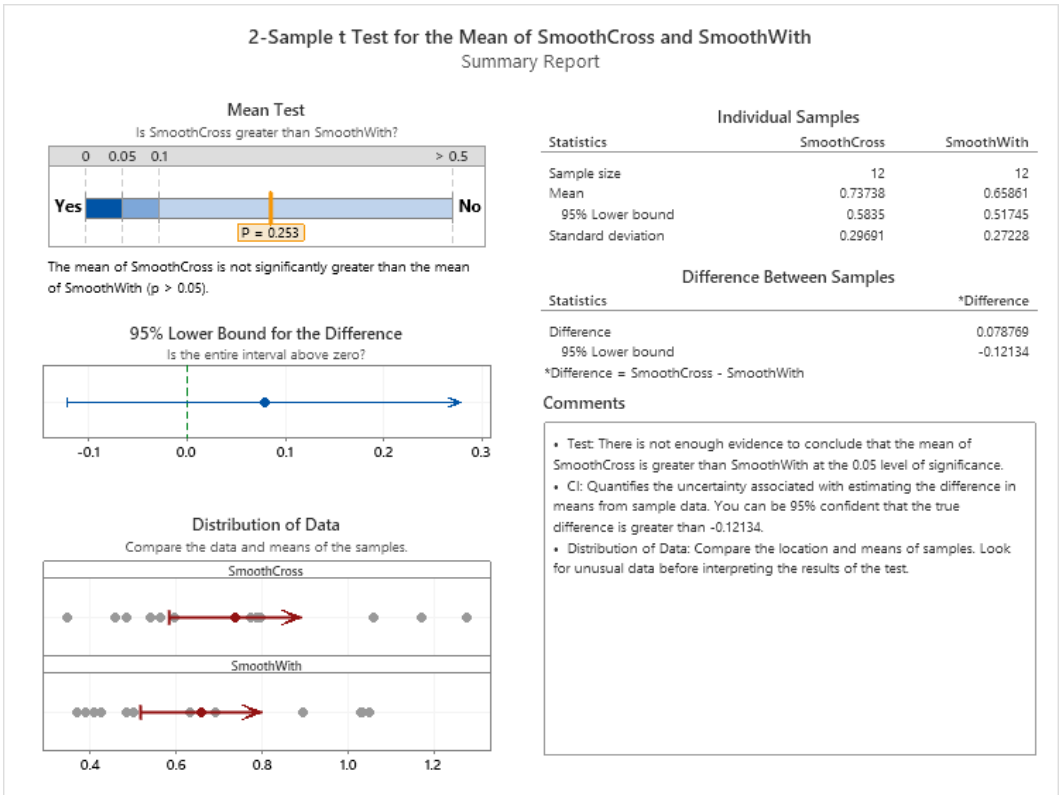 2-Sample t Test for the Mean of SmoothCross and SmoothWith
Summary Report
Mean Test
Is SmoothCross greater than SmoothWith?
0 0.05 0.1 > 0.5
Yes No
P = 0.253
The mean of SmoothCross is not significantly greater than the mean
of SmoothWith (p > 0.05).
95% Lower Bound for the Difference
Is the entire interval above zero?
-0.1 0.0 0.1 0.2 0.3
Distribution of Data
Compare the data and means of the samples.
SmoothCross
SmoothWith
0.4 0.6 0.8 1.0 1.2
Individual Samples
Statistics SmoothCross SmoothWith
Sample size 12 12
Mean 0.73738 0.65861
95% Lower bound 0.5835 0.51745
Standard deviation 0.29691 0.27228
Difference Between Samples
Statistics *Difference
Difference 0.078769
95% Lower bound -0.12134
*Difference = SmoothCross - SmoothWith
Comments
• Test: There is not enough evidence to conclude that the mean of
SmoothCross is greater than SmoothWith at the 0.05 level of significance.
• CI: Quantifies the uncertainty associated with estimating the difference in
means from sample data. You can be 95% confident that the true
difference is greater than -0.12134.
• Distribution of Data: Compare the location and means of samples. Look
for unusual data before interpreting the results of the test.